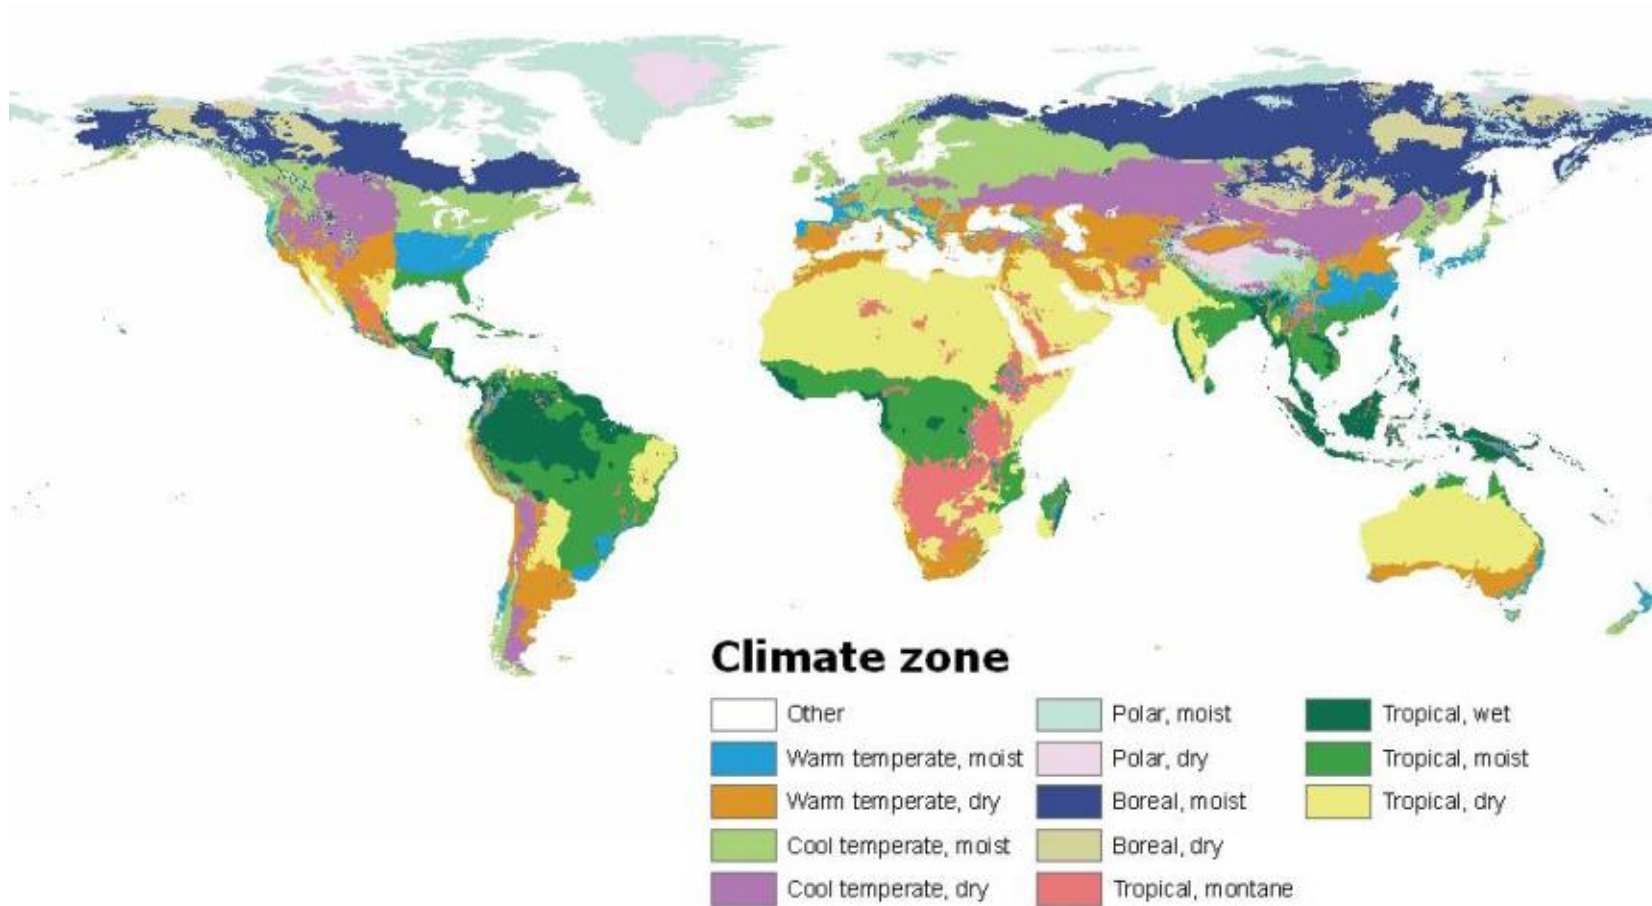 Climate zone
Other
Warm temperate, moist
Warm temperate, dry
Cool temperate, moist
Cool temperate, dry
Polar, moist
Polar, dry
Boreal, moist
Boreal, dry
Tropical, montane
Tropical, wet
Tropical, moist
Tropical, dry